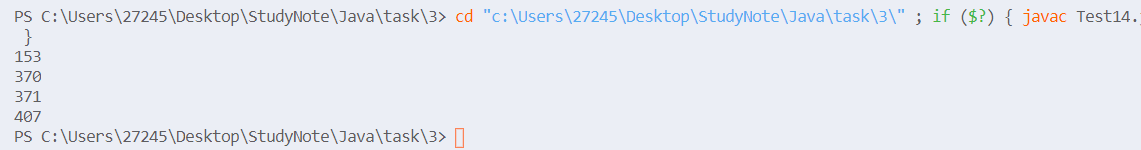 PS C:\Users\27245\Desktop\StudyNote\Java\task\3> cd "c:\Users\27245\Desktop\StudyNote\Java\task\3\" ; if ($?) { javac Test14.
}
153
370
371
407
PS C:\Users\27245\Desktop\StudyNote\Java\task\3>